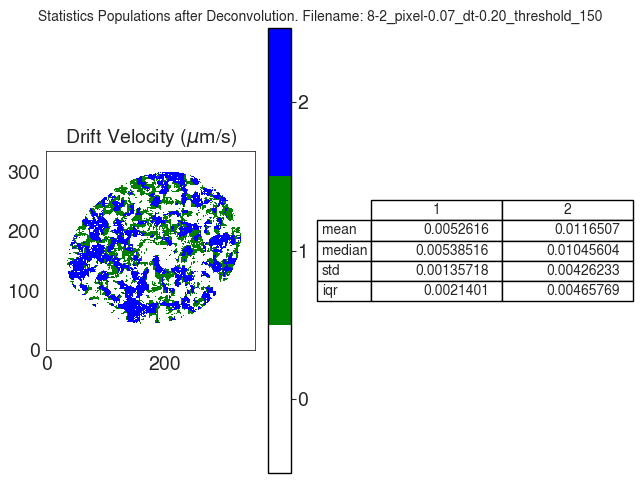 Statistics Populations after Deconvolution. Filename: 8-2_pixel-0.07_dt-0.20_threshold_150
Drift Velocity (μm/s)
300
200
100
0
0 200
2
1
0
1 2
mean 0.0052616 0.0116507
median 0.00538516 0.01045604
std 0.00135718 0.00426233
iqr 0.0021401 0.00465769